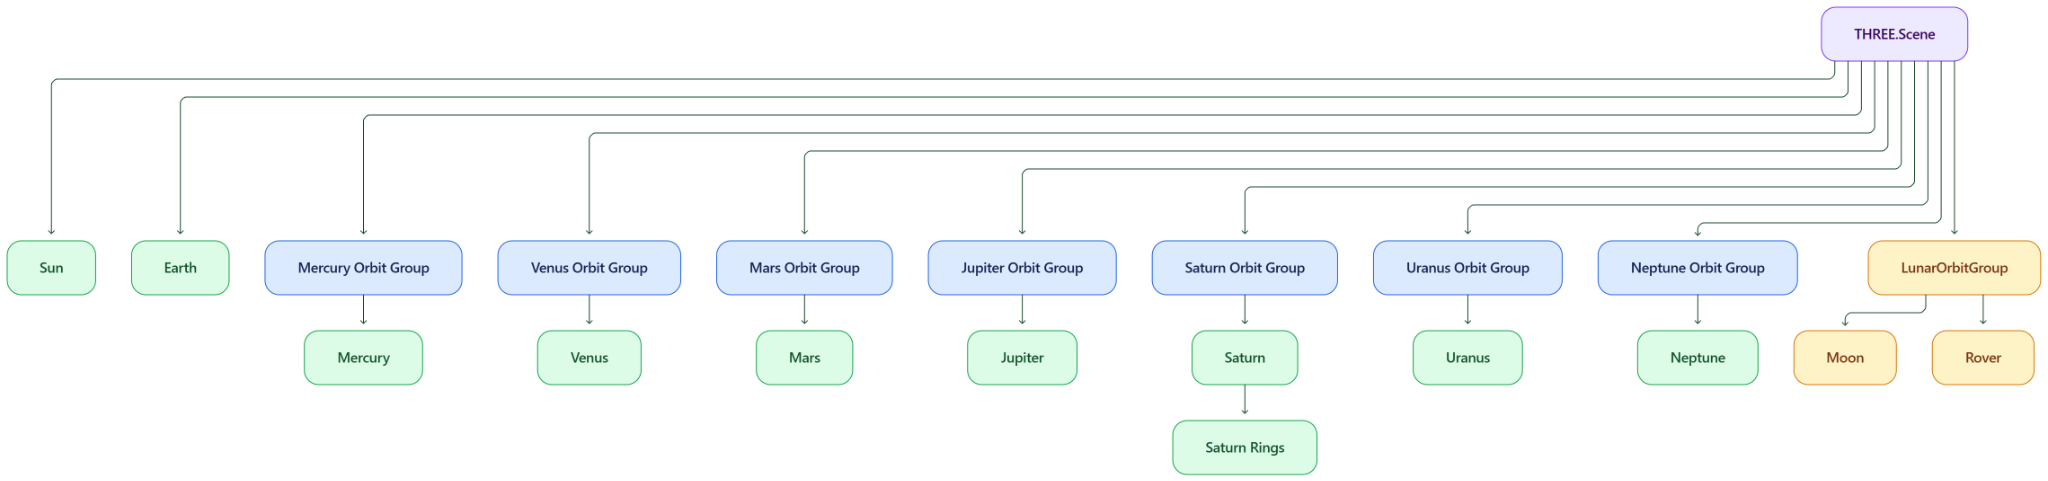 THREE.Scene
Sun
Earth
Mercury Orbit Group
Venus Orbit Group
Mars Orbit Group
Jupiter Orbit Group
Saturn Orbit Group
Uranus Orbit Group
Neptune Orbit Group
LunarOrbitGroup
Mercury
Venus
Mars
Jupiter
Saturn
Uranus
Neptune
Moon
Rover
Saturn Rings